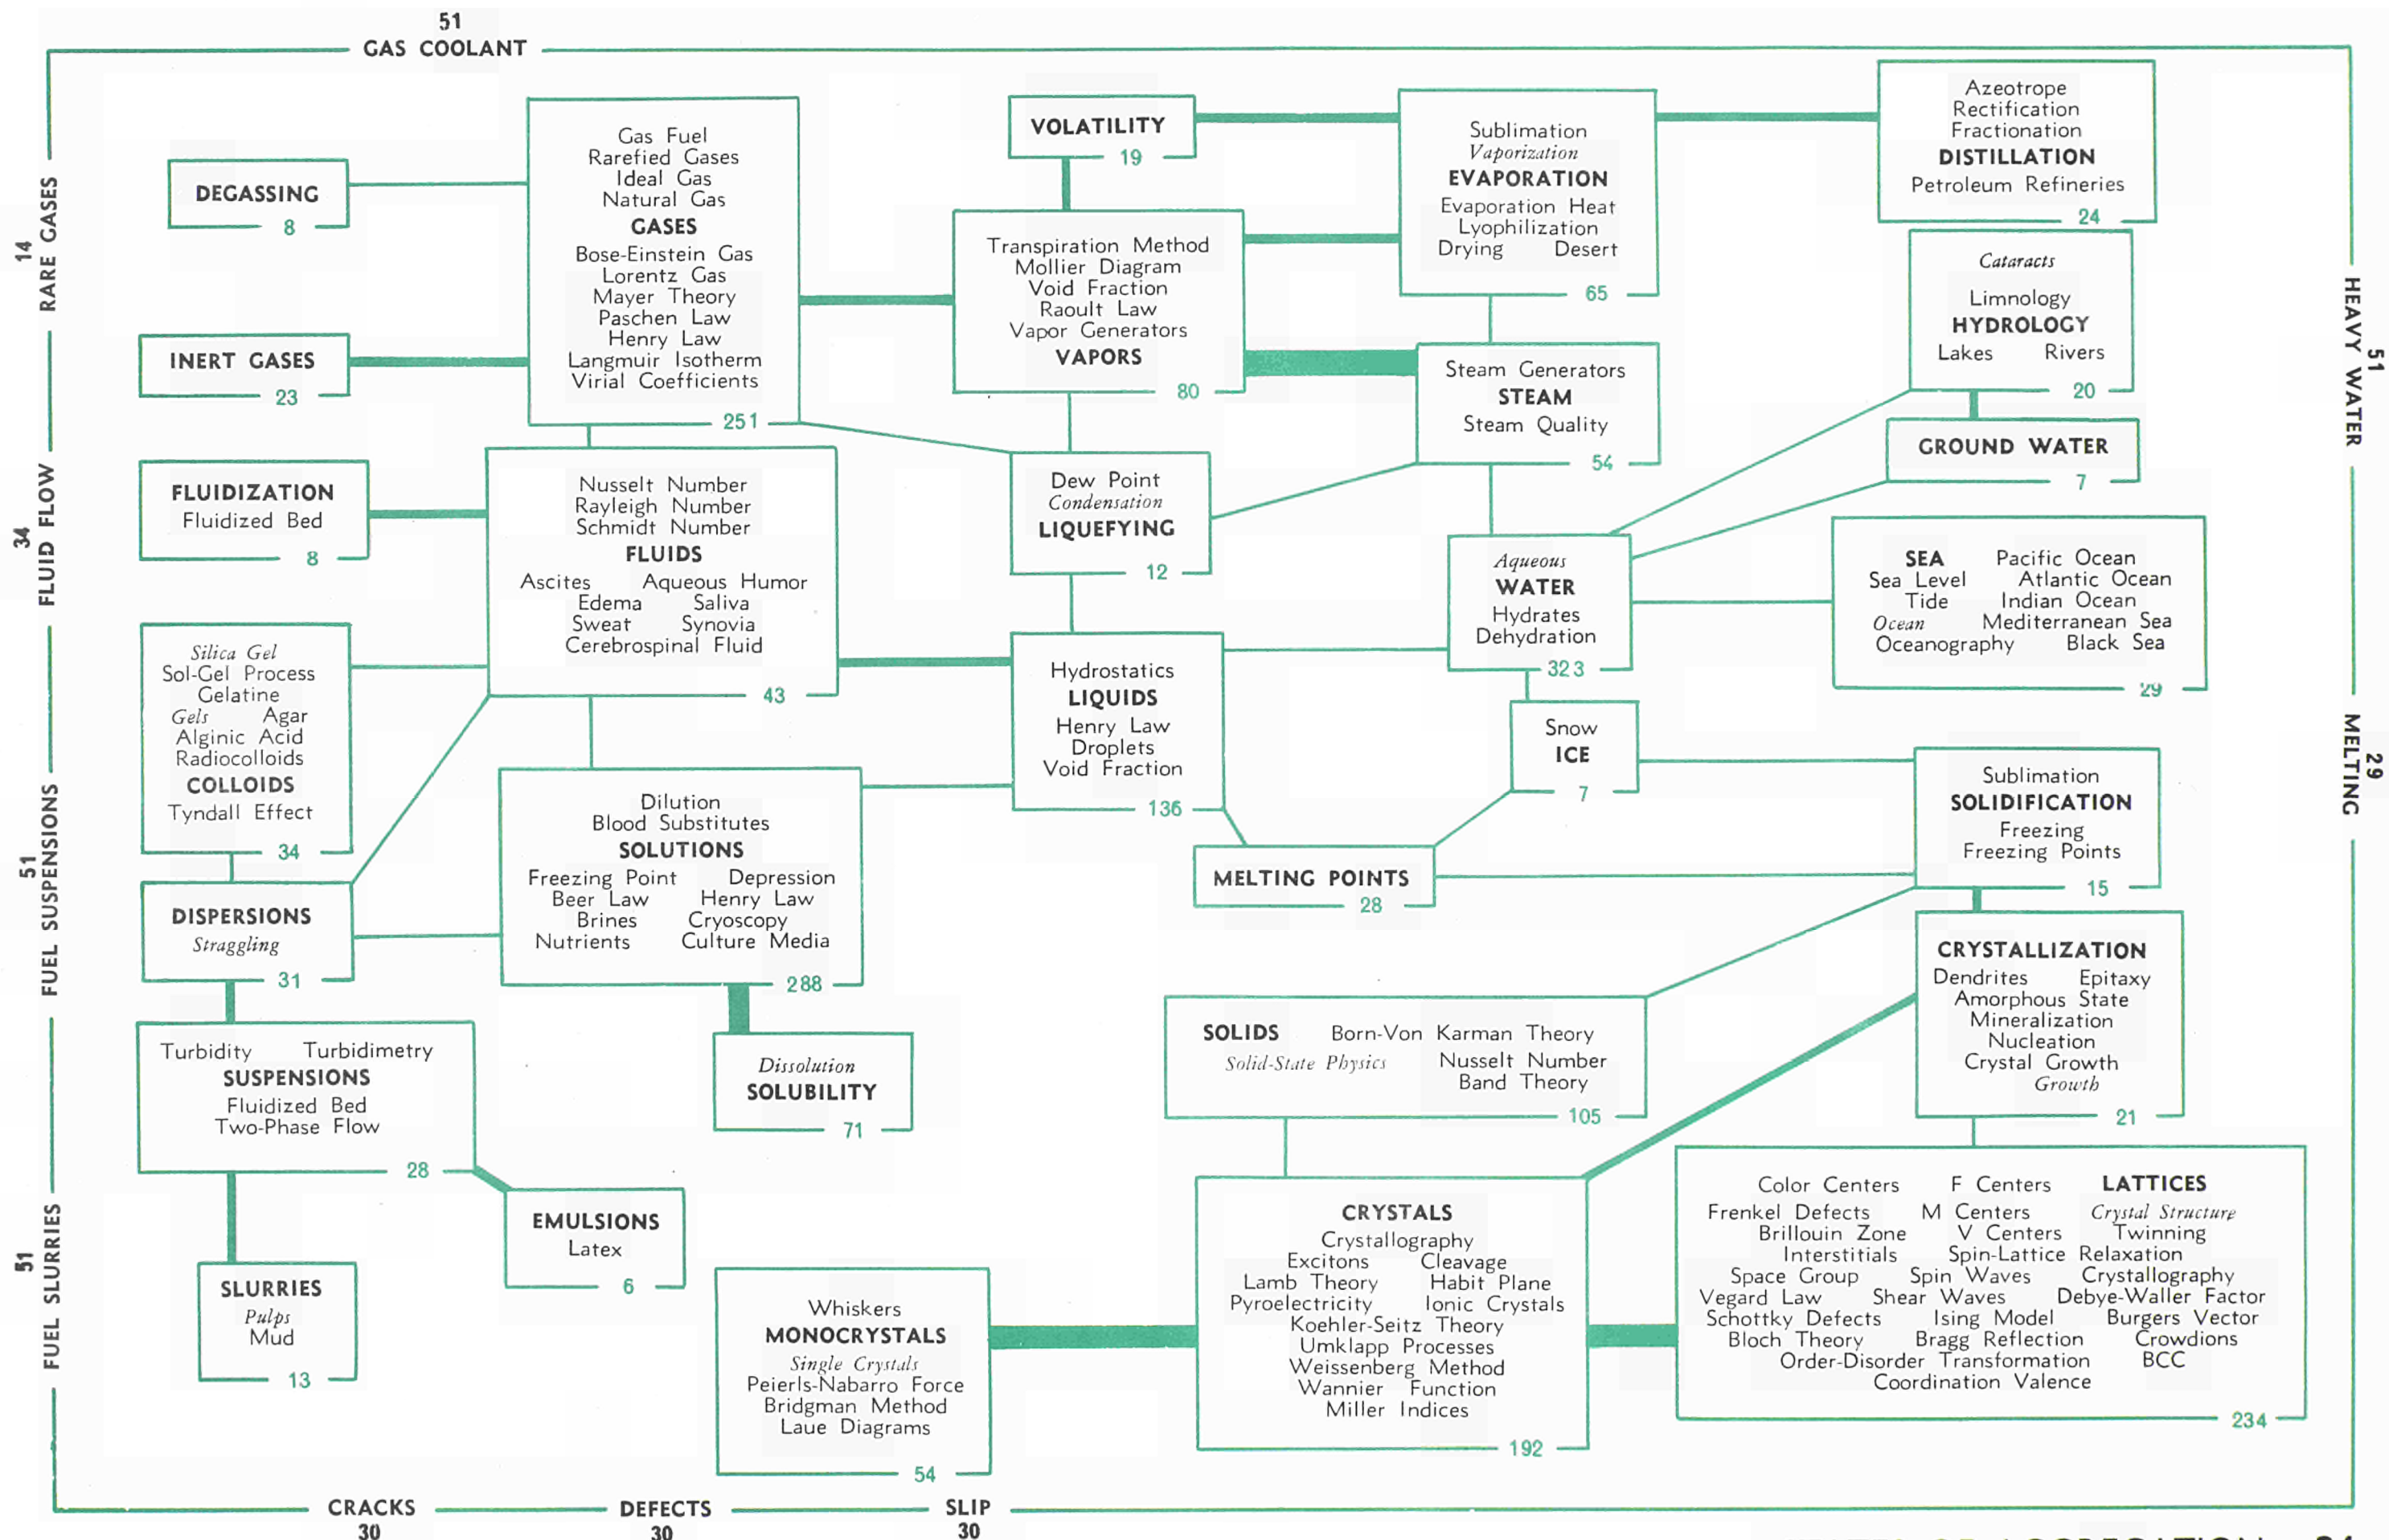 51
GAS COOLANT
14
RARE GASES
34
FLUID FLOW
51
FUEL SUSPENSIONS
51
FUEL SLURRIES
DEGASSING
8
INERT GASES
23
Gas Fuel
Rarefied Gases
Ideal Gas
Natural Gas
GASES
Bose-Einstein Gas
Lorentz Gas
Mayer Theory
Paschen Law
Henry Law
Langmuir Isotherm
Virial Coefficients
251
VOLATILITY
19
Transpiration Method
Mollier Diagram
Void Fraction
Raoult Law
Vapor Generators
VAPORS
80
Sublimation
Vaporization
EVAPORATION
Evaporation Heat
Lyophilization
Drying Desert
65
Azeotrope
Rectification
Fractionation
DISTILLATION
Petroleum Refineries
24
Cataracts
Limnology
HYDROLOGY
Lakes Rivers
20
Steam Generators
STEAM
Steam Quality
54
GROUND WATER
7
FLUIDIZATION
Fluidized Bed
8
Nusselt Number
Rayleigh Number
Schmidt Number
FLUIDS
Ascites Aqueous Humor
Edema Saliva
Sweat Synovia
Cerebrospinal Fluid
43
Dew Point
Condensation
LIQUEFYING
12
Aqueous
WATER
Hydrates
Dehydration
323
SEA Pacific Ocean
Sea Level Atlantic Ocean
Tide Indian Ocean
Ocean Mediterranean Sea
Oceanography Black Sea
29
Silica Gel
Sol-Gel Process
Gelatine
Gels Agar
Alginic Acid
Radiocolloids
COLLOIDS
Tyndall Effect
34
Hydrostatics
LIQUIDS
Henry Law
Droplets
Void Fraction
136
Snow
ICE
7
Sublimation
SOLIDIFICATION
Freezing
Freezing Points
15
Dilution
Blood Substitutes
SOLUTIONS
Freezing Point Depression
Beer Law Henry Law
Brines Cryoscopy
Nutrients Culture Media
288
MELTING POINTS
28
DISPERSIONS
Straggling
31
CRYSTALLIZATION
Dendrites Epitaxy
Amorphous State
Mineralization
Nucleation
Crystal Growth
Growth
21
SOLIDS Born-Von Karman Theory
Solid-State Physics Nusselt Number
Band Theory
105
Turbidity Turbidimetry
SUSPENSIONS
Fluidized Bed
Two-Phase Flow
28
Dissolution
SOLUBILITY
71
EMULSIONS
Latex
6
SLURRIES
Pulps
Mud
13
Whiskers
MONOCRYSTALS
Single Crystals
Peierls-Nabarro Force
Bridgman Method
Laue Diagrams
54
CRYSTALS
Crystallography
Excitons Cleavage
Lamb Theory Habit Plane
Pyroelectricity Ionic Crystals
Koehler-Seitz Theory
Umklapp Processes
Weissenberg Method
Wannier Function
Miller Indices
192
Color Centers F Centers LATTICES
Frenkel Defects M Centers Crystal Structure
Brillouin Zone V Centers Twinning
Interstitials Spin-Lattice Relaxation
Space Group Spin Waves Crystallography
Vegard Law Shear Waves Debye-Waller Factor
Schottky Defects Ising Model Burgers Vector
Bloch Theory Bragg Reflection Crowdions
Order-Disorder Transformation BCC
Coordination Valence
234
51
HEAVY WATER
29
MELTING
CRACKS
30
DEFECTS
30
SLIP
30